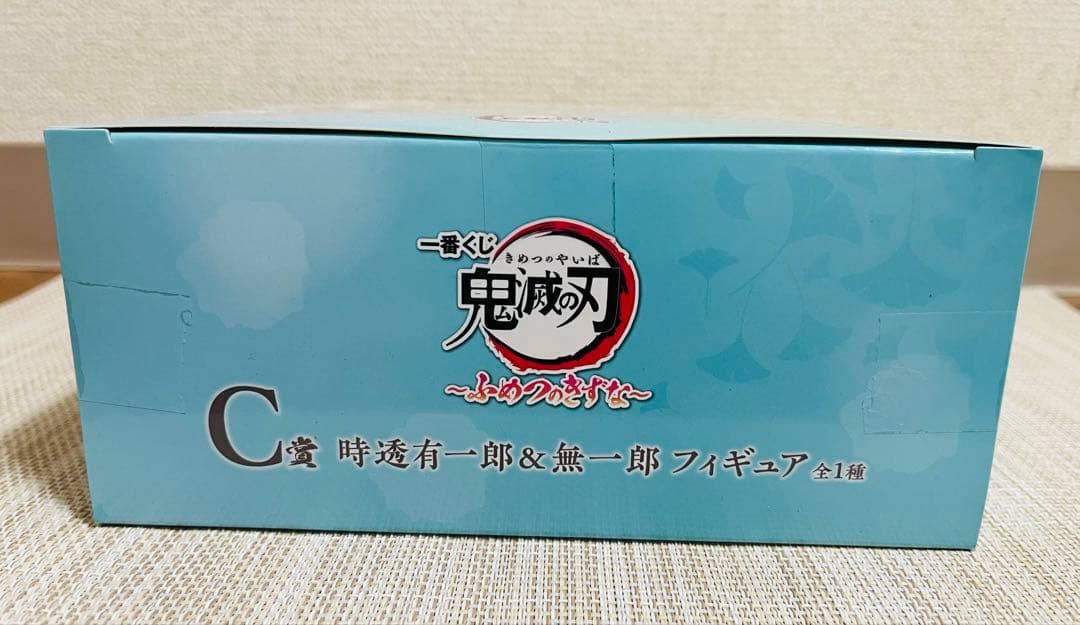 一番くじ
きめつのやいば
鬼滅の刃
~ふめつのきずな~
C賞 時透有一郎&無一郎 フィギュア 全1種